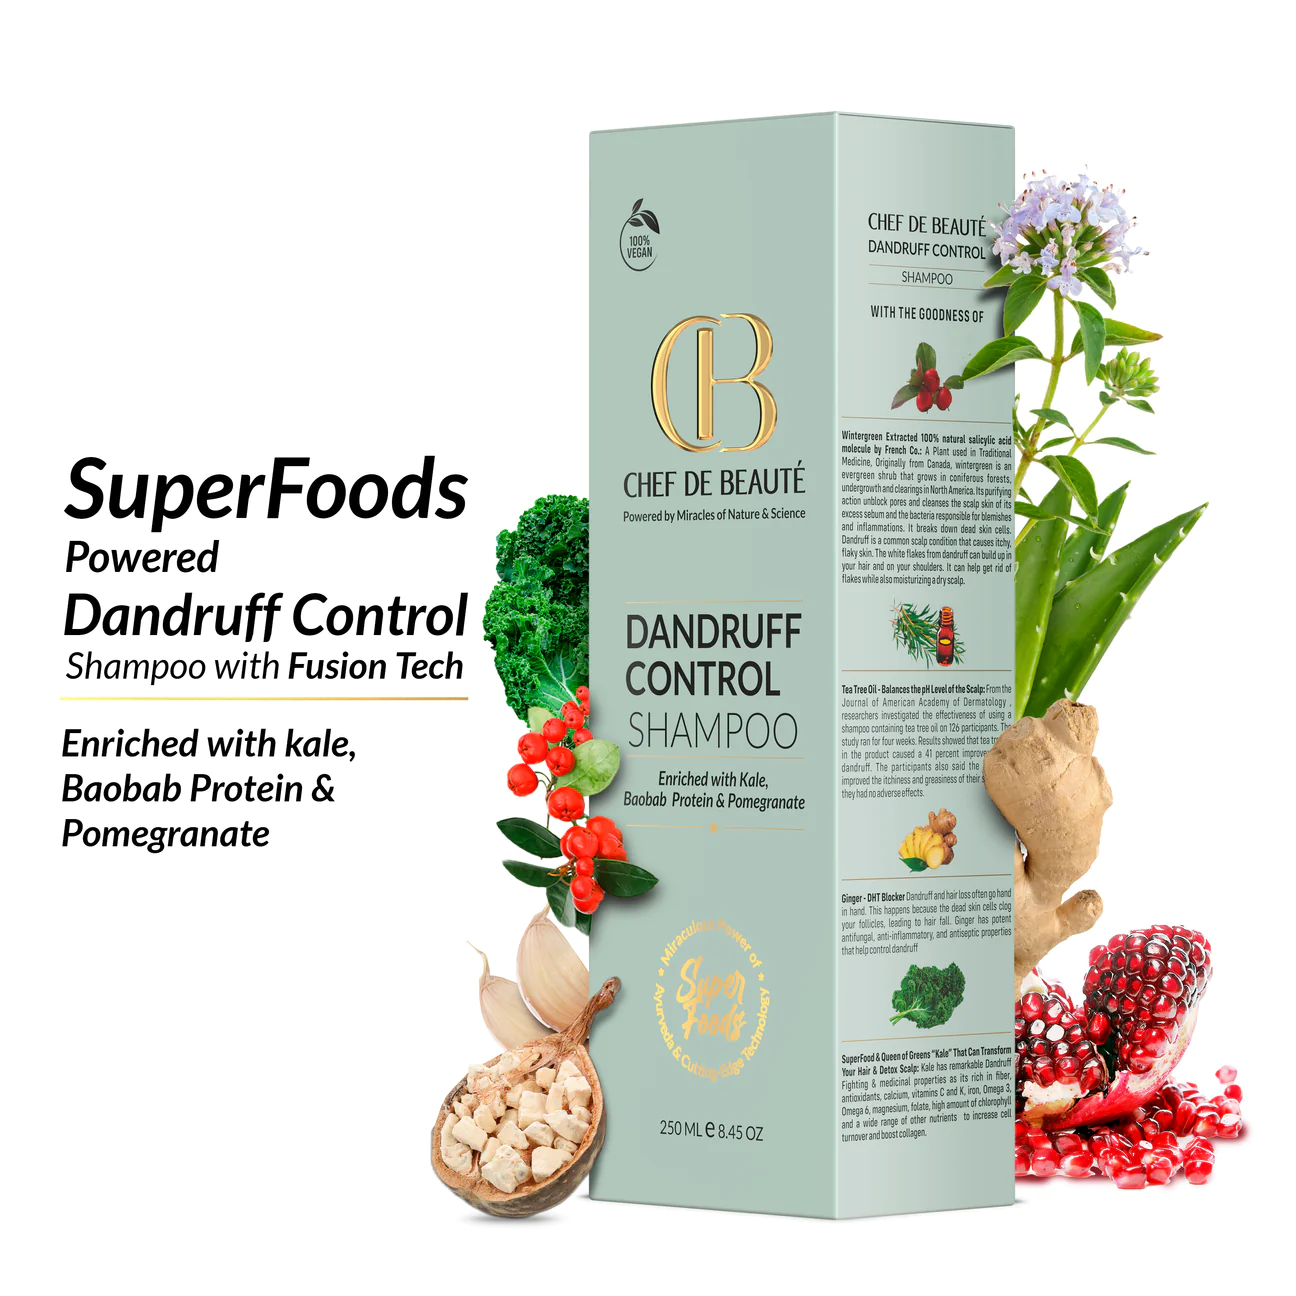 SuperFoods
Powered
Dandruff Control
Shampoo with Fusion Tech
Enriched with kale,
Baobab Protein &
Pomegranate
100%
VEGAN
CB
CHEF DE BEAUTÉ
Powered by Miracles of Nature & Science
DANDRUFF
CONTROL
SHAMPOO
Enriched with Kale,
Baobab Protein & Pomegranate
Miraculous Power of
Super
Foods
Ayurveda & Cutting-Edge Technology
250 ML e 8.45 OZ
CHEF DE BEAUTÉ
DANDRUFF CONTROL
SHAMPOO
WITH THE GOODNESS OF
Wintergreen Extracted 100% natural salicylic acid
molecule by French Co.: A Plant used in Traditional
Medicine, Originally from Canada, wintergreen is an
evergreen shrub that grows in coniferous forests,
undergrowth and clearings in North America. Its purifying
action unblock pores and cleanses the scalp skin of its
excess sebum and the bacteria responsible for blemishes
and inflammations. It breaks down dead skin cells.
Dandruff is a common scalp condition that causes itchy,
flaky skin. The white flakes from dandruff can build up in
your hair and on your shoulders. It can help get rid of
flakes while also moisturizing a dry scalp.
Tea Tree Oil - Balances the pH Level of the Scalp: From the
Journal of American Academy of Dermatology ,
researchers investigated the effectiveness of using a
shampoo containing tea tree oil on 126 participants. The
study ran for four weeks. Results showed that tea
in the product caused a 41 percent
dandruff. The participants also said the
improved the itchiness and greasiness of their
they had no adverse effects.
Ginger - DHT Blocker Dandruff and hair loss often go hand
in hand. This happens because the dead skin cells clog
your follicles, leading to hair fall. Ginger has potent
antifungal, anti-inflammatory, and antiseptic properties
that help control dandruff
SuperFood & Queen of Greens "Kale" That Can Transform
Your Hair & Detox Scalp: Kale has remarkable Dandruff
Fighting & medicinal properties as its rich in fiber,
antioxidants, calcium, vitamins C and K, iron, Omega 3,
Omega 6, magnesium, folate, high amount of chlorophyll
and a wide range of other nutrients to increase cell
turnover and boost collagen.